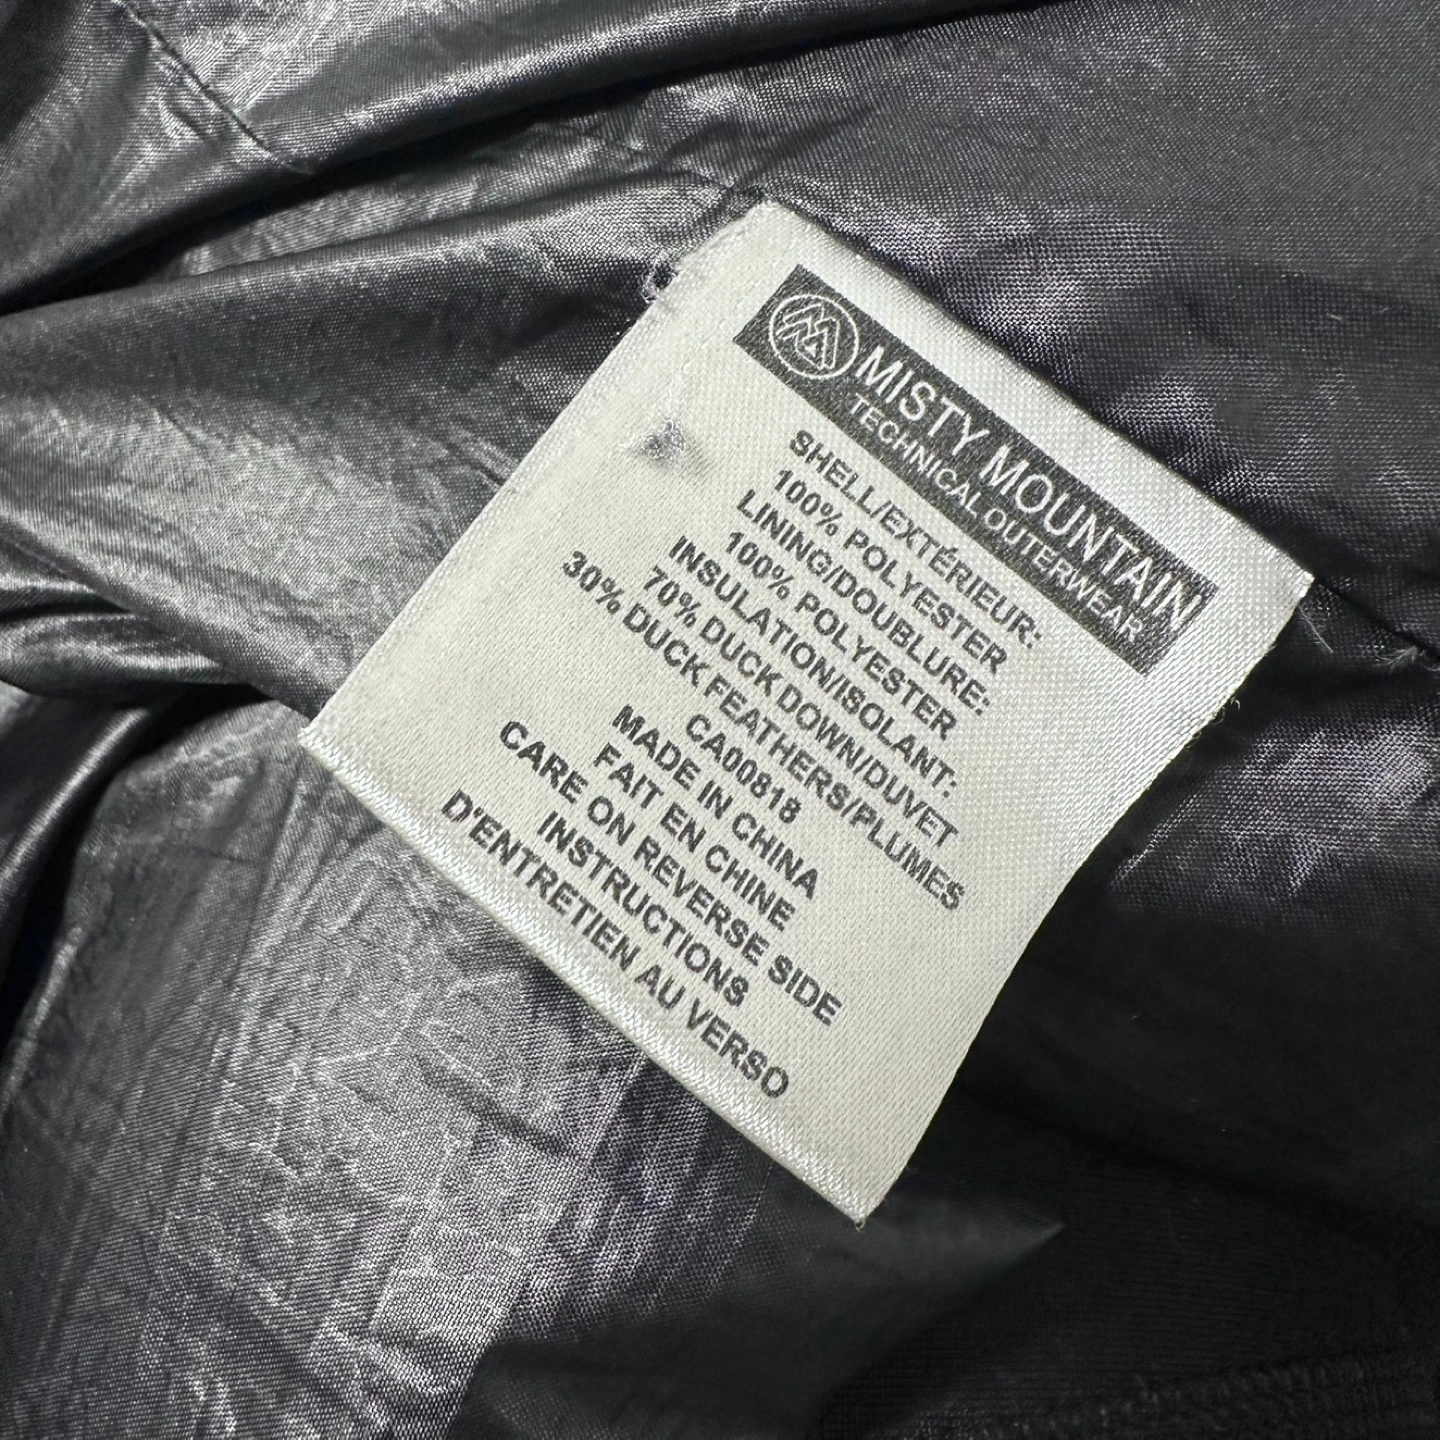 MISTY MOUNTAIN
TECHNICAL OUTERWEAR
SHELL/EXTÉRIEUR:
100% POLYESTER
LINING/DOUBLURE:
100% POLYESTER
INSULATION/ISOLANT:
70% DUCK DOWN/DUVET
30% DUCK FEATHERS/PLUMES
CA00818
MADE IN CHINA
FAIT EN CHINE
CARE ON REVERSE SIDE
INSTRUCTIONS
D'ENTRETIEN AU VERSO